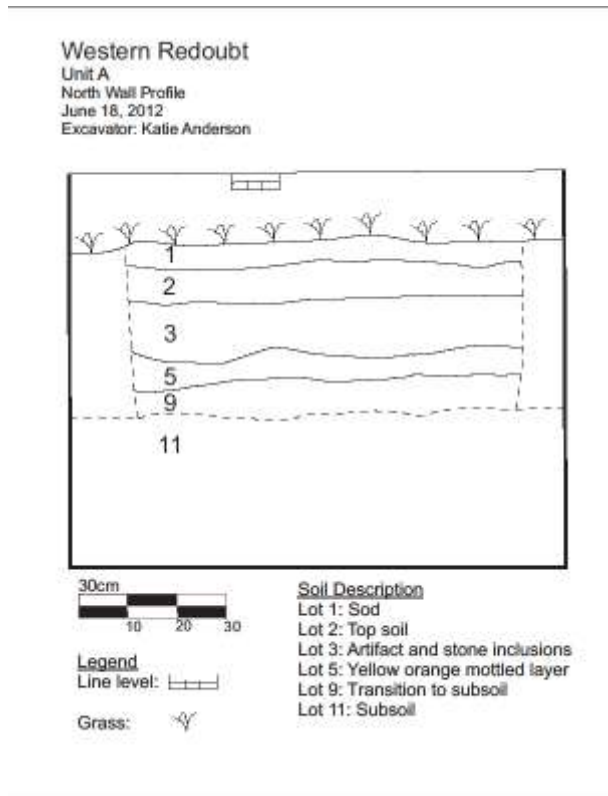 Western Redoubt
Unit A
North Wall Profile
June 18, 2012
Excavator: Katie Anderson
1
2
3
5
9
11
30cm
10 20 30
Legend
Line level:
Grass:
Soil Description
Lot 1: Sod
Lot 2: Top soil
Lot 3: Artifact and stone inclusions
Lot 5: Yellow orange mottled layer
Lot 9: Transition to subsoil
Lot 11: Subsoil